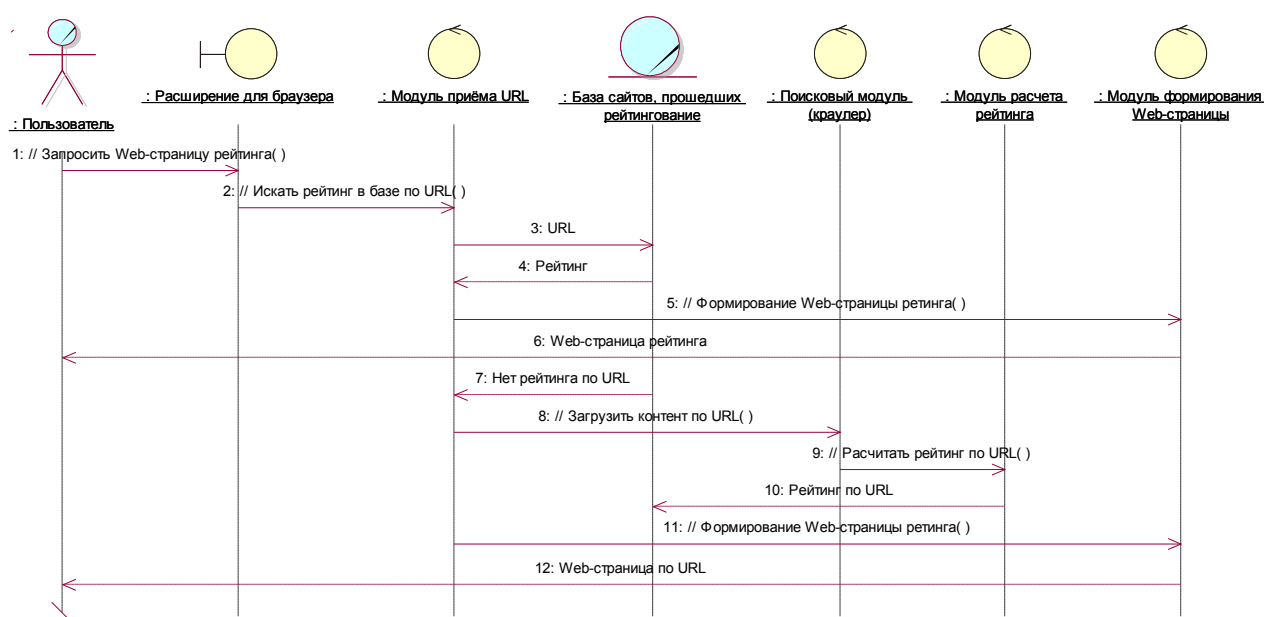 : Расширение для браузера
: Модуль приёма URL
: База сайтов, прошедших
рейтингование
: Поисковый модуль
(краулер)
: Модуль расчета
рейтинга
: Модуль формирования
Web-страницы
: Пользователь
1: // Запросить Web-страницу рейтинга( )
2: // Искать рейтинг в базе по URL( )
3: URL
4: Рейтинг
5: // Формирование Web-страницы ретинга( )
6: Web-страница рейтинга
7: Нет рейтинга по URL
8: // Загрузить контент по URL( )
9: // Расчитать рейтинг по URL( )
10: Рейтинг по URL
11: // Формирование Web-страницы ретинга( )
12: Web-страница по URL